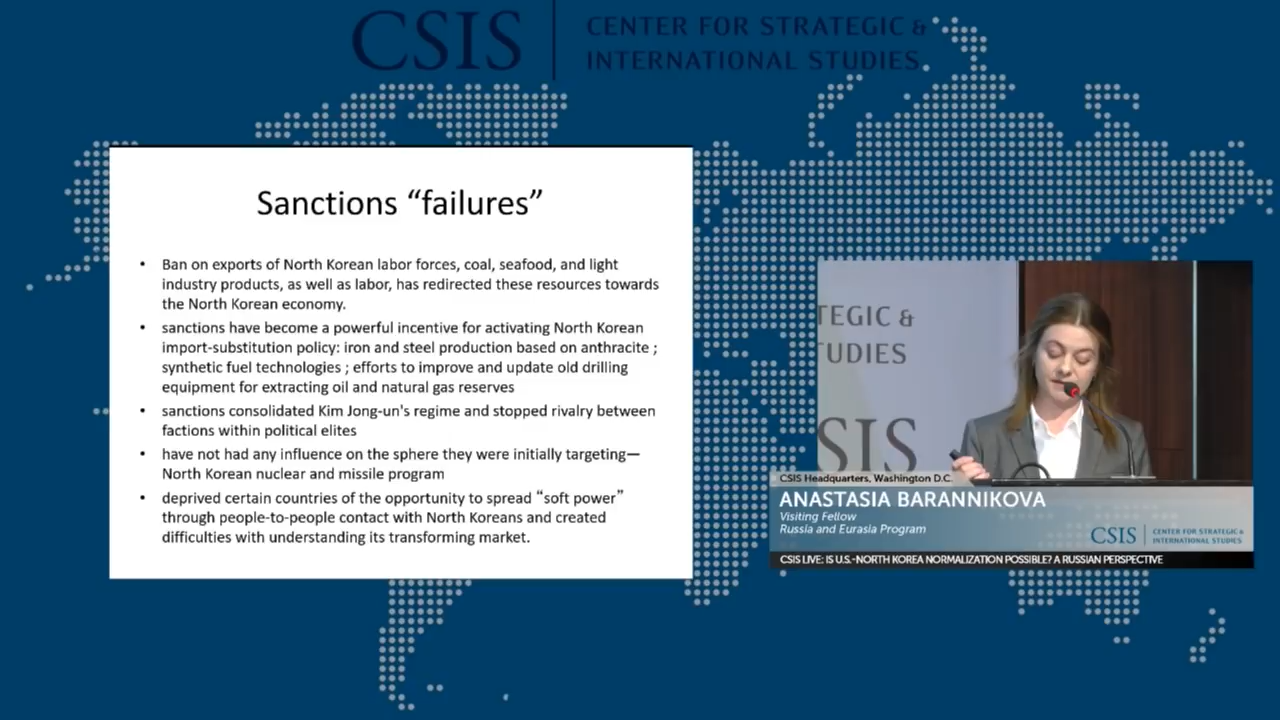 CSIS
CENTER FOR STRATEGIC &
INTERNATIONAL STUDIES
Sanctions “failures”
• Ban on exports of North Korean labor forces, coal, seafood, and light
industry products, as well as labor, has redirected these resources towards
the North Korean economy.
• sanctions have become a powerful incentive for activating North Korean
import-substitution policy: iron and steel production based on anthracite ;
synthetic fuel technologies ; efforts to improve and update old drilling
equipment for extracting oil and natural gas reserves
• sanctions consolidated Kim Jong-un's regime and stopped rivalry between
factions within political elites
• have not had any influence on the sphere they were initially targeting—
North Korean nuclear and missile program
• deprived certain countries of the opportunity to spread “soft power”
through people-to-people contact with North Koreans and created
difficulties with understanding its transforming market.
TEGIC &
TUDIES
SIS
CSIS Headquarters, Washington D.C.
ANASTASIA BARANNIKOVA
Visiting Fellow
Russia and Eurasia Program
CSIS
CENTER FOR STRATEGIC &
INTERNATIONAL STUDIES
CSIS LIVE: IS U.S.-NORTH KOREA NORMALIZATION POSSIBLE? A RUSSIAN PERSPECTIVE